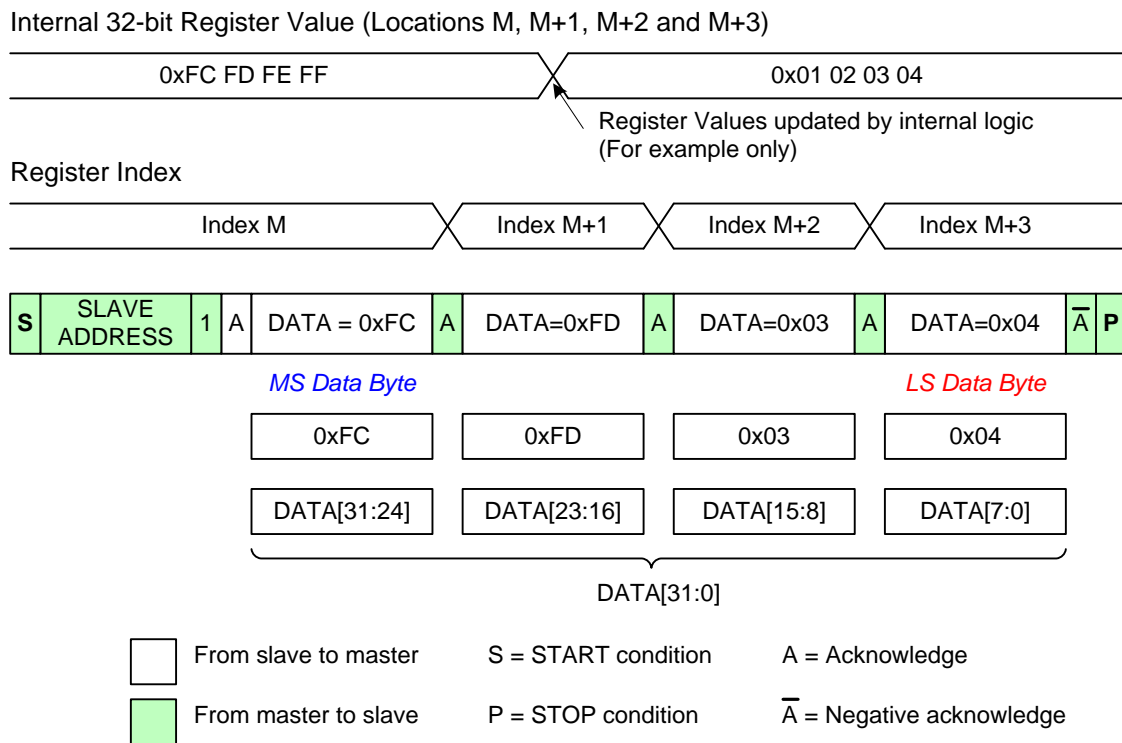 Internal 32-bit Register Value (Locations M, M+1, M+2 and M+3)
0xFC FD FE FF
0x01 02 03 04
Register Values updated by internal logic
(For example only)
Register Index
Index M
Index M+1
Index M+2
Index M+3
S
SLAVE
ADDRESS
1
A
DATA = 0xFC
A
DATA=0xFD
A
DATA=0x03
A
DATA=0x04
A̅
P
MS Data Byte
LS Data Byte
0xFC
0xFD
0x03
0x04
DATA[31:24]
DATA[23:16]
DATA[15:8]
DATA[7:0]
DATA[31:0]
From slave to master
S = START condition
A = Acknowledge
From master to slave
P = STOP condition
A̅ = Negative acknowledge